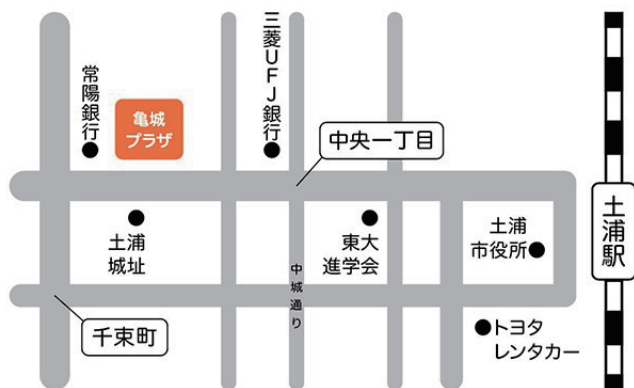 三菱UFJ銀行
常陽銀行
亀城
プラザ
中央一丁目
土浦駅
土浦
城址
東大
進学会
土浦
市役所
中城通り
千束町
トヨタ
レンタカー